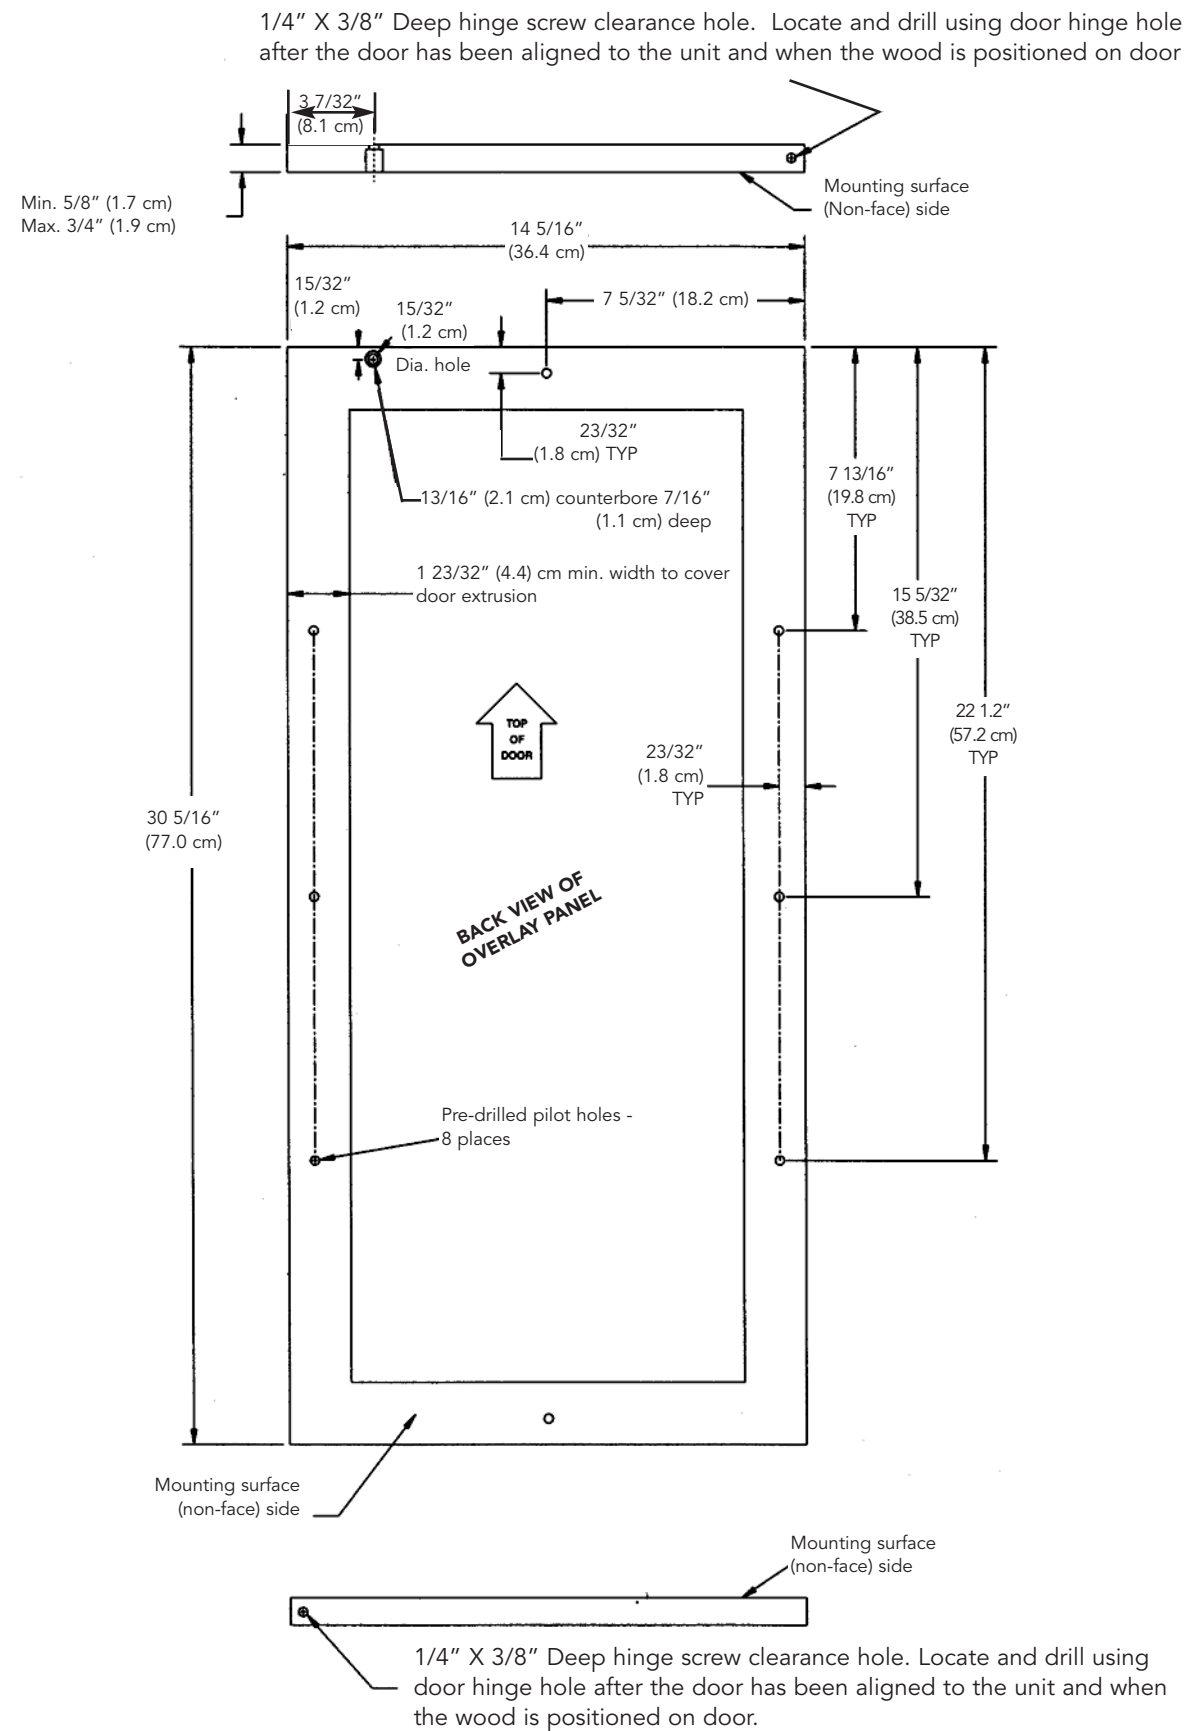 1/4” X 3/8” Deep hinge screw clearance hole. Locate and drill using door hinge hole
after the door has been aligned to the unit and when the wood is positioned on door
3 7/32”
(8.1 cm)
Min. 5/8” (1.7 cm)
Max. 3/4” (1.9 cm)
Mounting surface
(Non-face) side
14 5/16”
(36.4 cm)
15/32”
(1.2 cm)
15/32”
(1.2 cm)
Dia. hole
7 5/32” (18.2 cm)
23/32”
(1.8 cm) TYP
13/16” (2.1 cm) counterbore 7/16”
(1.1 cm) deep
7 13/16”
(19.8 cm)
TYP
1 23/32” (4.4) cm min. width to cover
door extrusion
15 5/32”
(38.5 cm)
TYP
TOP
OF
DOOR
22 1.2”
(57.2 cm)
TYP
23/32”
(1.8 cm)
TYP
30 5/16”
(77.0 cm)
BACK VIEW OF
OVERLAY PANEL
Pre-drilled pilot holes -
8 places
Mounting surface
(non-face) side
Mounting surface
(non-face) side
1/4” X 3/8” Deep hinge screw clearance hole. Locate and drill using
door hinge hole after the door has been aligned to the unit and when
the wood is positioned on door.